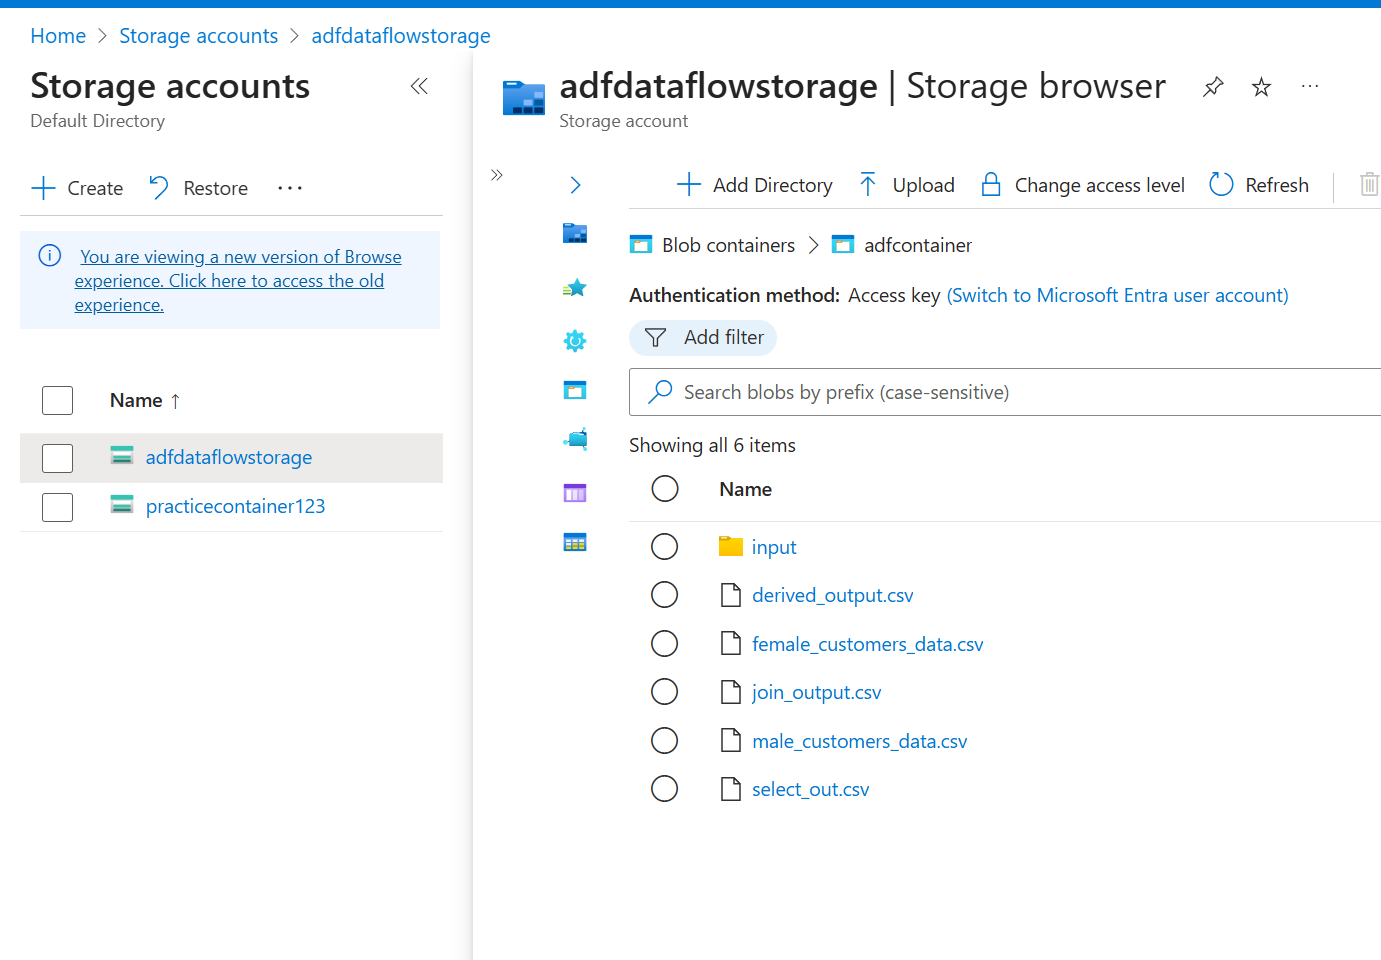 Home > Storage accounts > adfdataflowstorage
Storage accounts
Default Directory
Create Restore ...
You are viewing a new version of Browse
experience. Click here to access the old
experience.
Name ↑
adfdataflowstorage
practicecontainer123
adfdataflowstorage | Storage browser
Storage account
Add Directory Upload Change access level Refresh
Blob containers > adfcontainer
Authentication method: Access key (Switch to Microsoft Entra user account)
Add filter
Search blobs by prefix (case-sensitive)
Showing all 6 items
Name
input
derived_output.csv
female_customers_data.csv
join_output.csv
male_customers_data.csv
select_out.csv